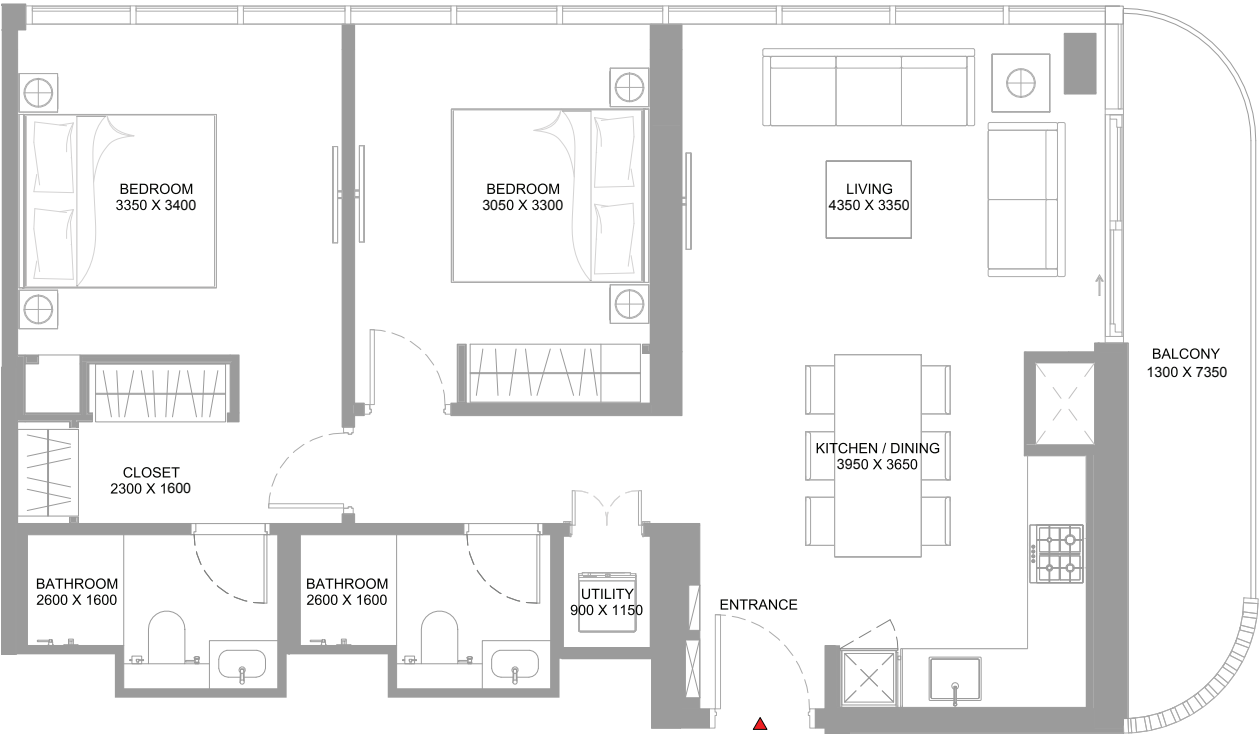 BEDROOM
3350 X 3400
BEDROOM
3050 X 3300
LIVING
4350 X 3350
BALCONY
1300 X 7350
KITCHEN / DINING
3950 X 3650
CLOSET
2300 X 1600
BATHROOM
2600 X 1600
BATHROOM
2600 X 1600
UTILITY
900 X 1150
ENTRANCE